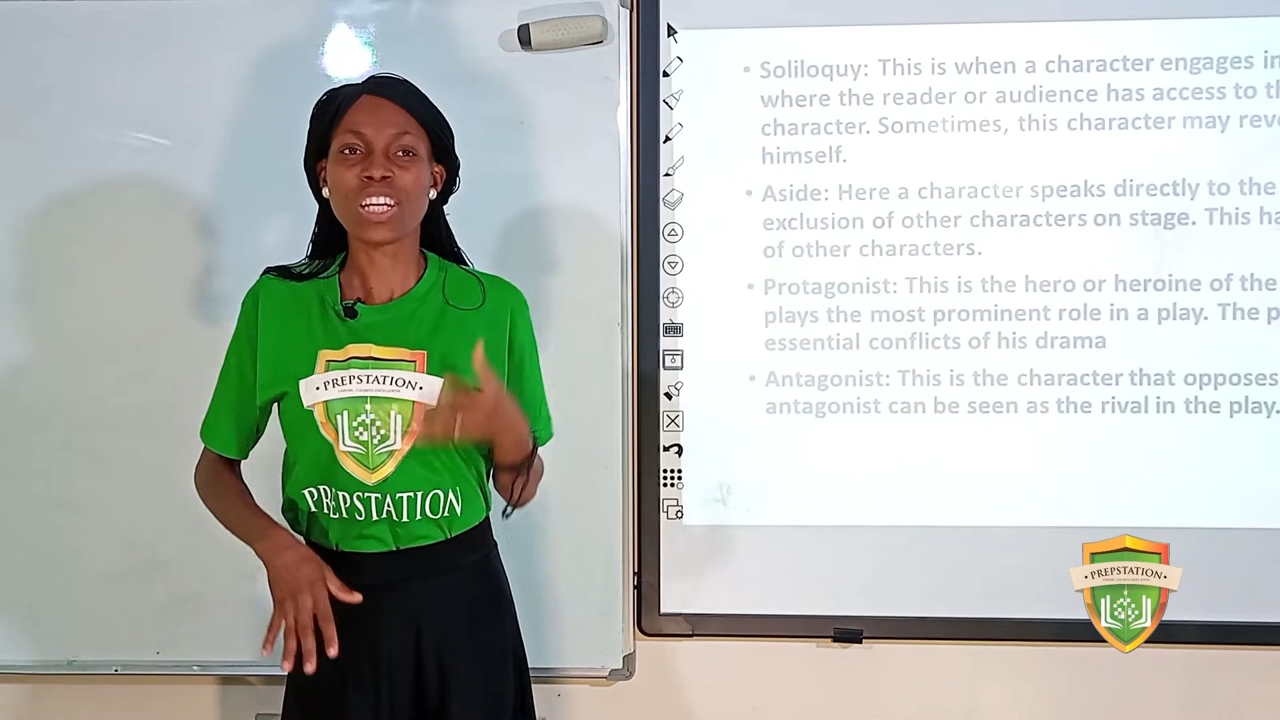 • Soliloquy: This is when a character engages in
where the reader or audience has access to
character. Sometimes, this character may
himself.
• Aside: Here a character speaks directly to the
exclusion of other characters on stage. This
of other characters.
• Protagonist: This is the hero or heroine of the
plays the most prominent role in a play. The
essential conflicts of his drama
• Antagonist: This is the character that opposes
antagonist can be seen as the rival in the play.
• PREPSTATION •
PREPSTATION
• PREPSTATION •